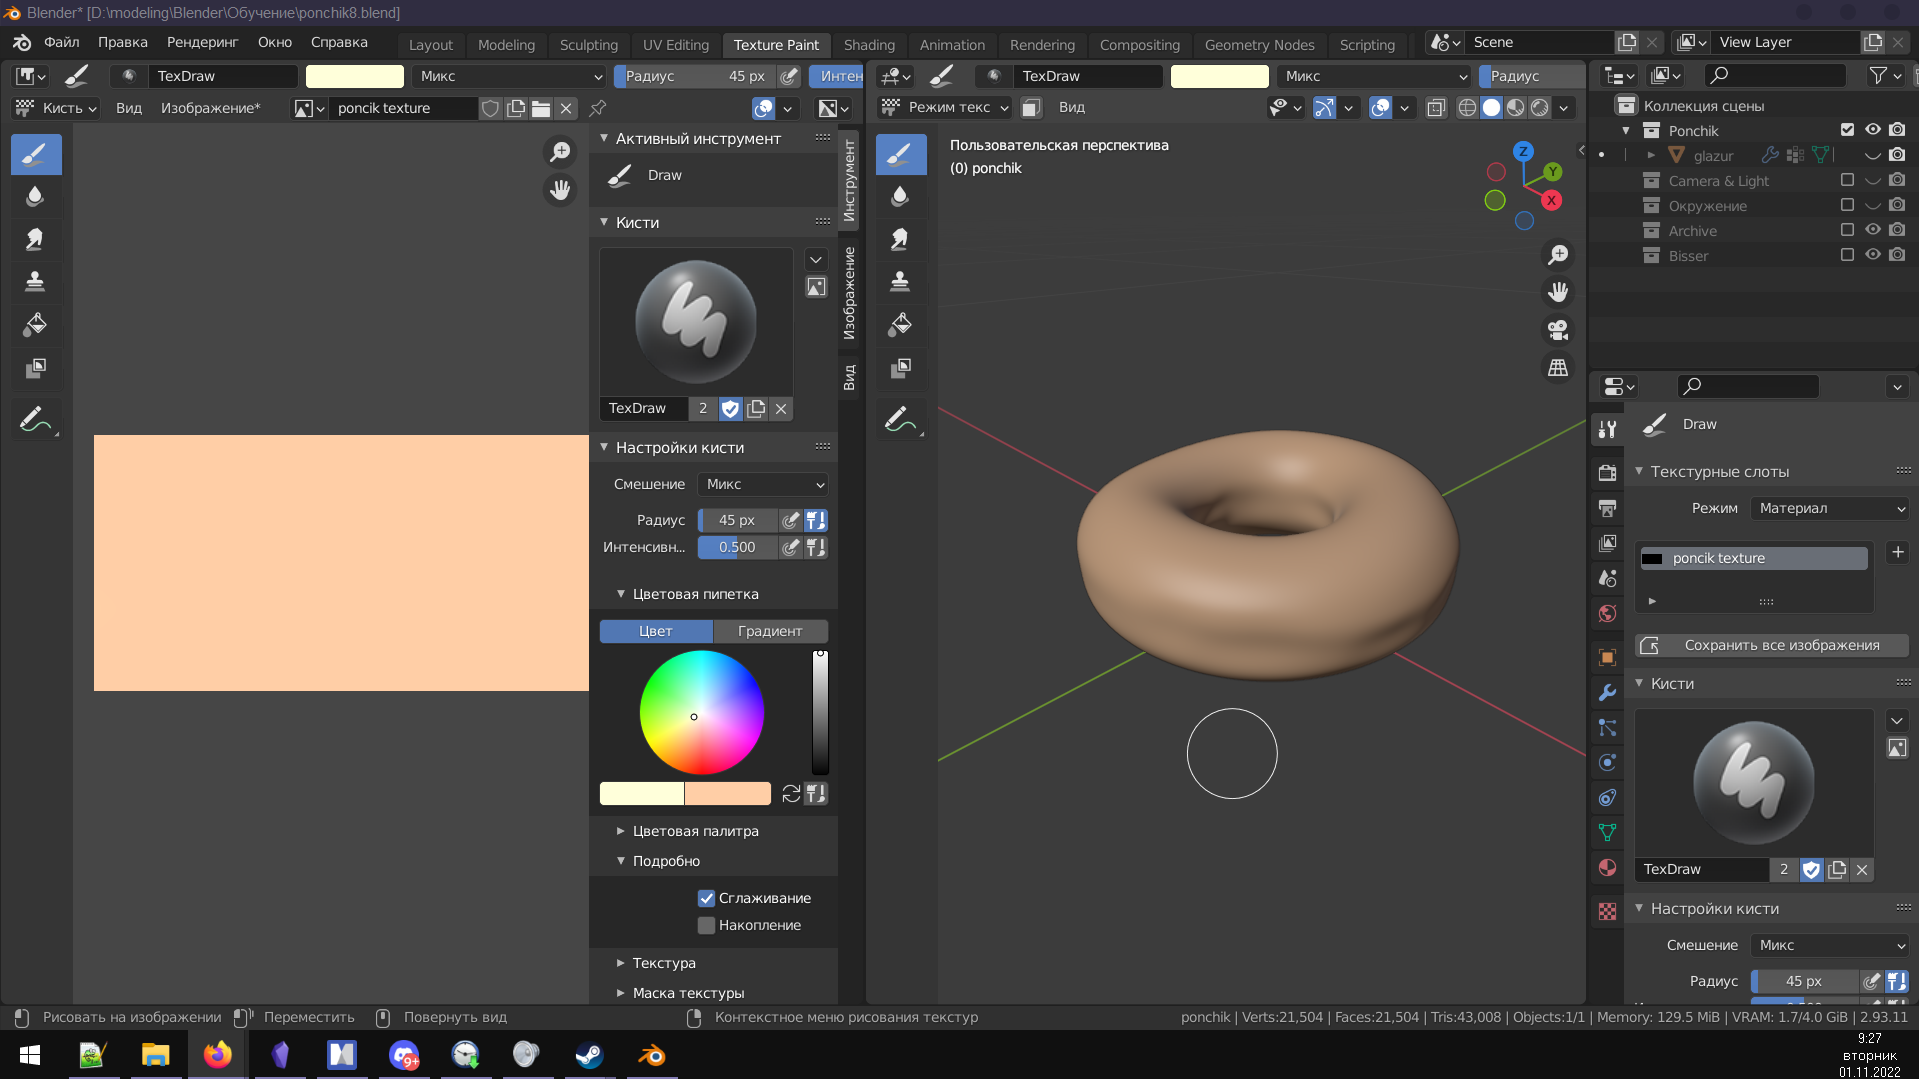 Blender* [D:\modeling\Blender\Обучение\ponchik8.blend]
Файл Правка Рендеринг Окно Справка Layout Modeling Sculpting UV Editing Texture Paint Shading Animation Rendering Compositing Geometry Nodes Scripting Scene View Layer
TexDraw Микс Радиус 45 px Интен TexDraw Микс Радиус
Кисть Вид Изображение* poncik texture Режим текс Вид
Активный инструмент
Draw
Кисти
TexDraw 2
Настройки кисти
Смешение Микс
Радиус 45 px
Интенсивн... 0.500
Цветовая пипетка
Цвет Градиент
Цветовая палитра
Подробно
Сглаживание
Накопление
Текстура
Маска текстуры
Инструмент
Изображение
Вид
Пользовательская перспектива
(0) ponchik
Z
Y
X
Коллекция сцены
Ponchik
glazur
Camera & Light
Окружение
Archive
Bisser
Draw
Текстурные слоты
Режим Материал
poncik texture
Сохранить все изображения
Кисти
TexDraw 2
Настройки кисти
Смешение Микс
Радиус 45 px
Рисовать на изображении Переместить Повернуть вид Контекстное меню рисования текстур ponchik | Verts:21,504 | Faces:21,504 | Tris:43,008 | Objects:1/1 | Memory: 129.5 MiB | VRAM: 1.7/4.0 GiB | 2.93.11
9+
9:27
вторник
01.11.2022